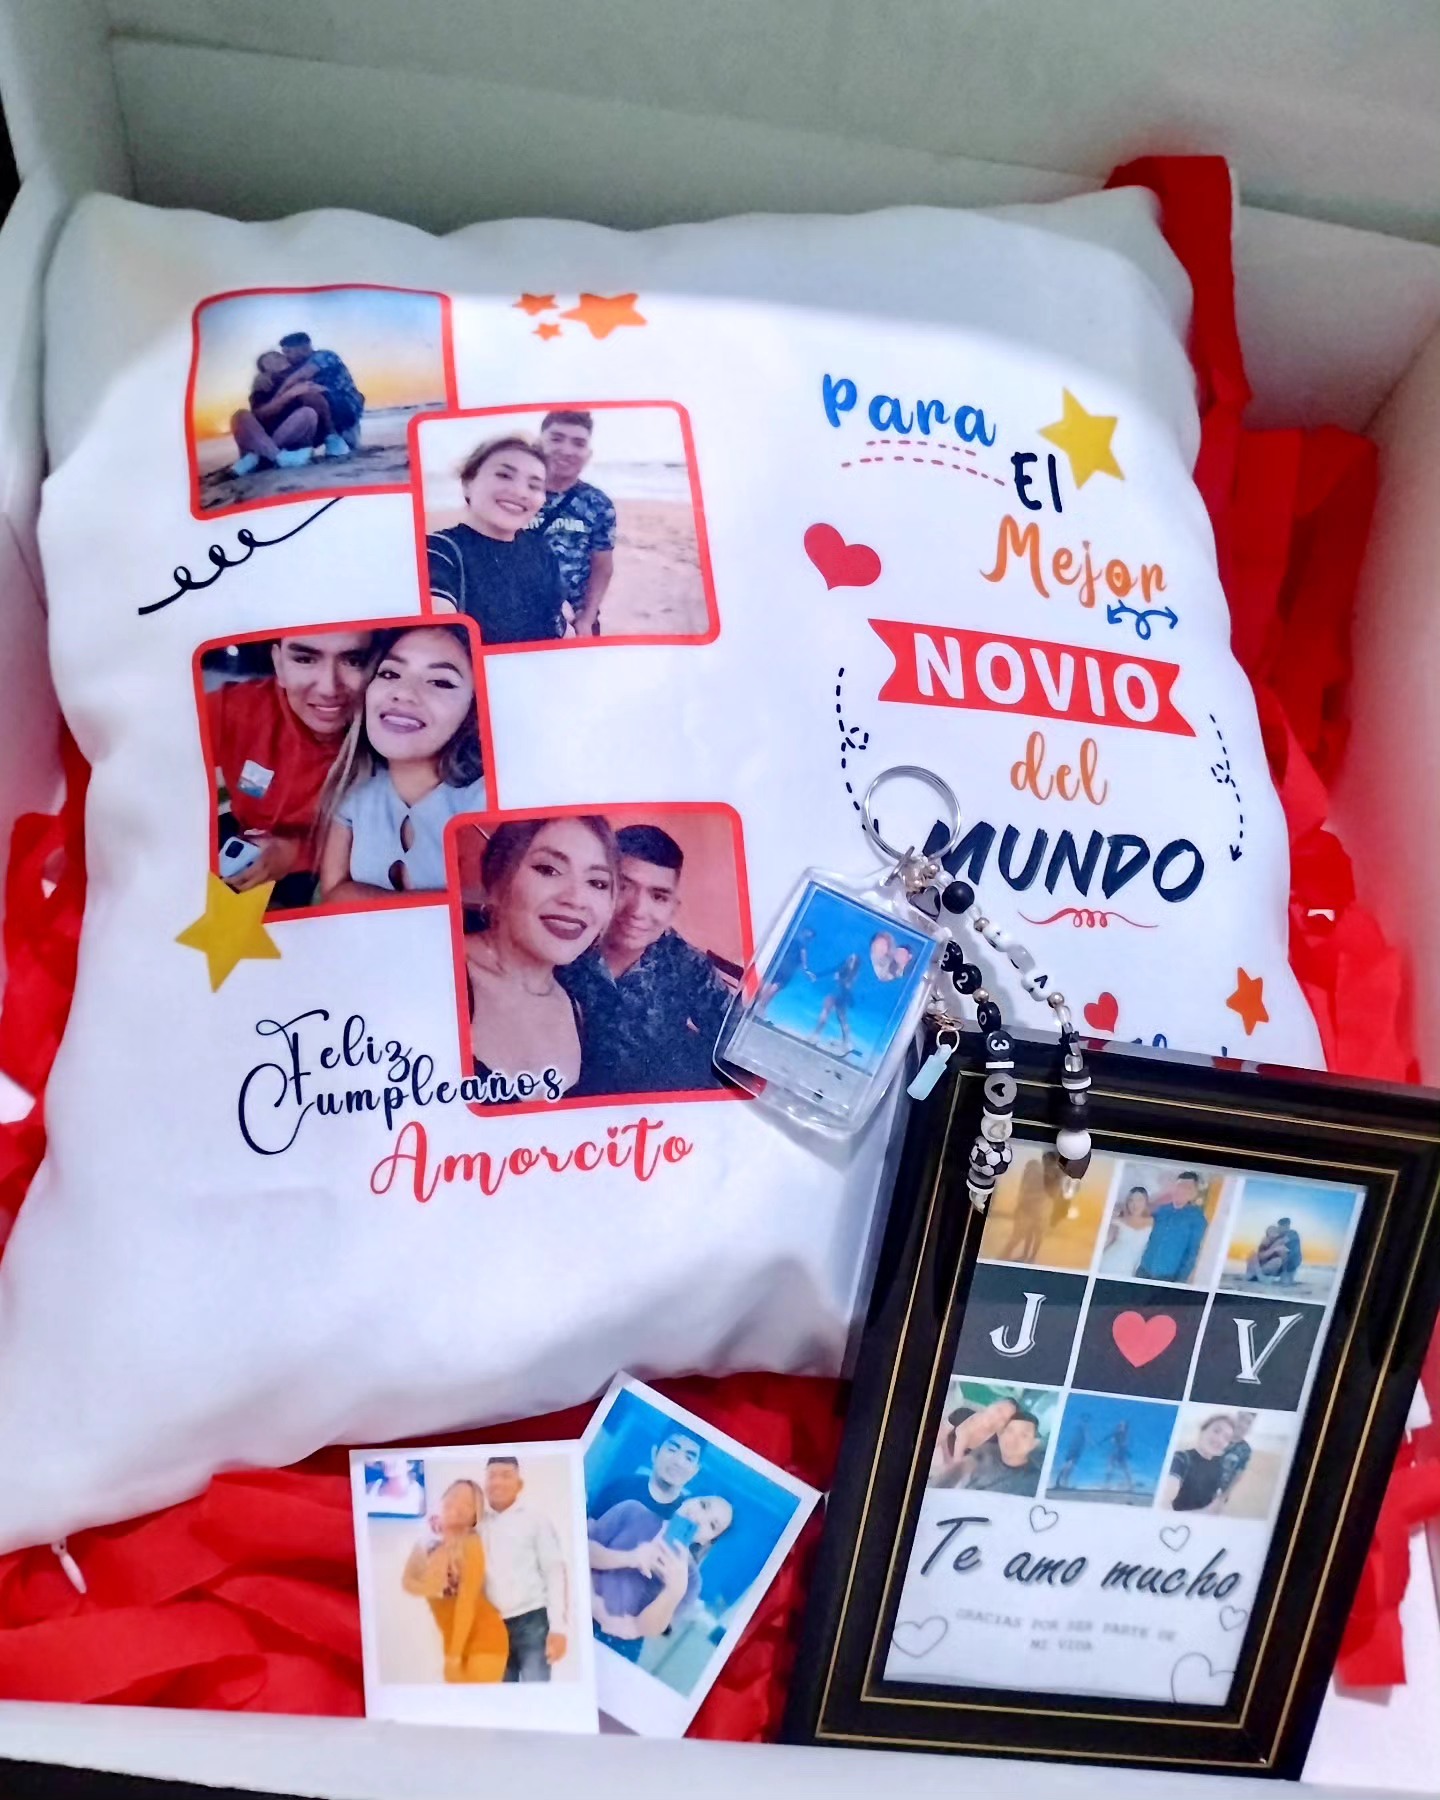 Para
El
Mejor
NOVIO
del
MUNDO
Feliz
Cumpleaños
Amorcito
J V
Te amo mucho
GRACIAS POR SER PARTE DE
MI VIDA